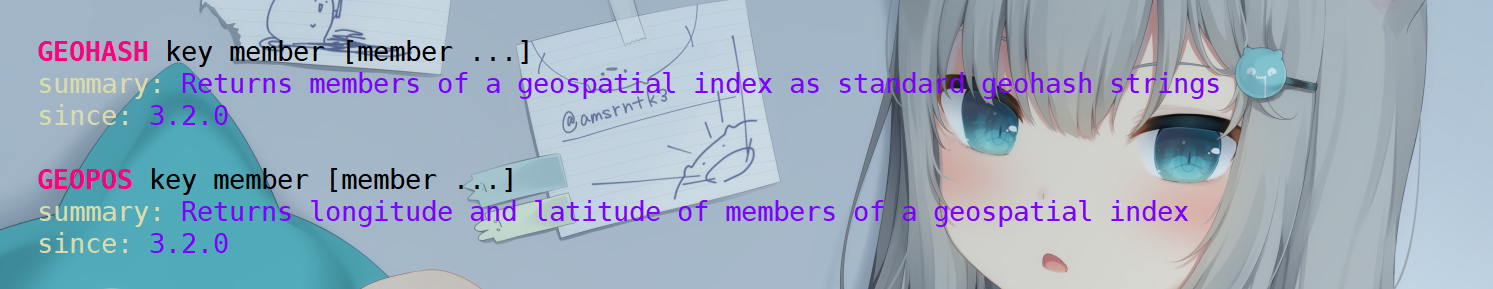 GEOHASH key member [member ...]
summary: Returns members of a geospatial index as standard geohash strings
since: 3.2.0
@amsrntk3
GEOPOS key member [member ...]
summary: Returns longitude and latitude of members of a geospatial index
since: 3.2.0